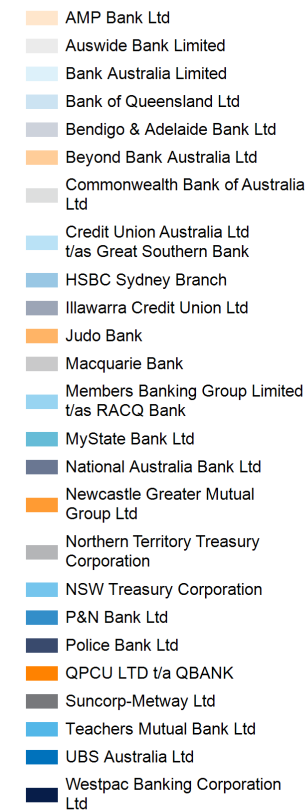 AMP Bank Ltd
Auswide Bank Limited
Bank Australia Limited
Bank of Queensland Ltd
Bendigo & Adelaide Bank Ltd
Beyond Bank Australia Ltd
Commonwealth Bank of Australia
Ltd
Credit Union Australia Ltd
t/as Great Southern Bank
HSBC Sydney Branch
Illawarra Credit Union Ltd
Judo Bank
Macquarie Bank
Members Banking Group Limited
t/as RACQ Bank
MyState Bank Ltd
National Australia Bank Ltd
Newcastle Greater Mutual
Group Ltd
Northern Territory Treasury
Corporation
NSW Treasury Corporation
P&N Bank Ltd
Police Bank Ltd
QPCU LTD t/a QBANK
Suncorp-Metway Ltd
Teachers Mutual Bank Ltd
UBS Australia Ltd
Westpac Banking Corporation
Ltd